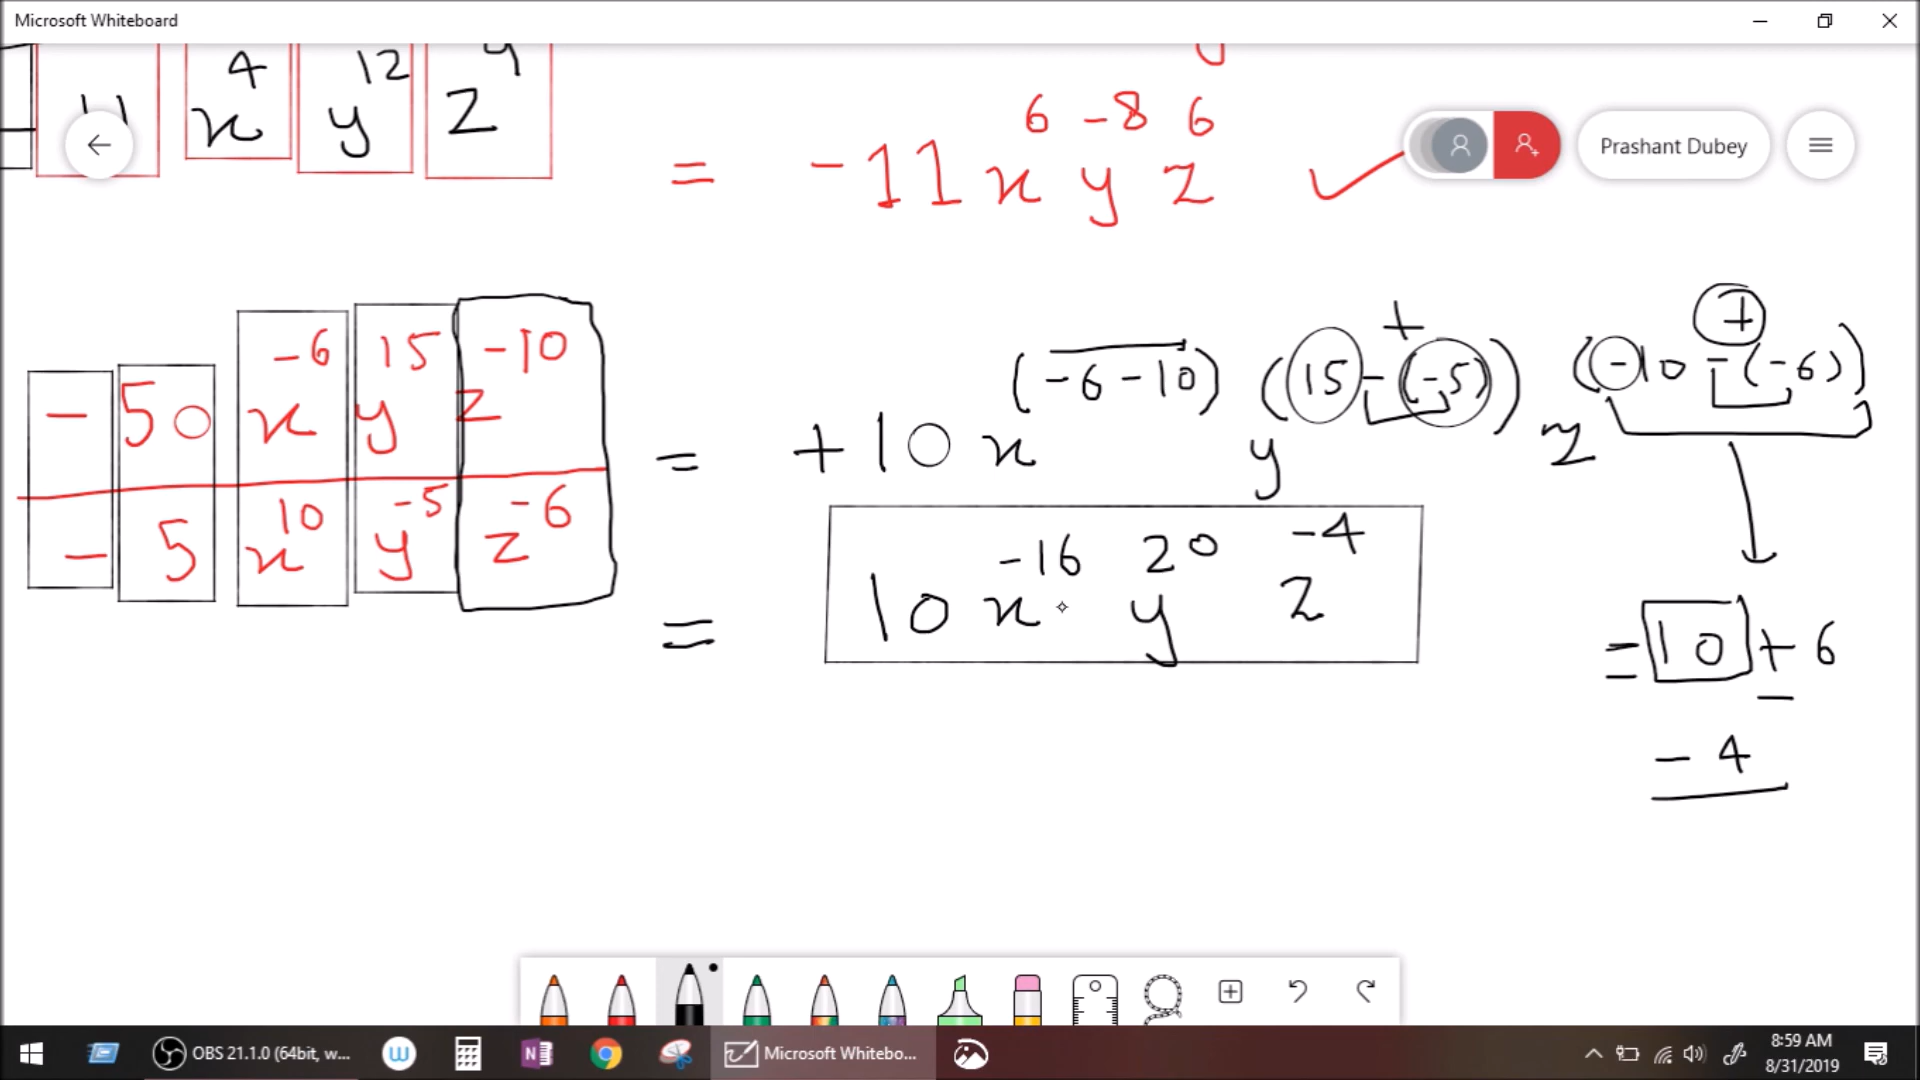 Microsoft Whiteboard
x^4 y^12 z
= -11 x^6 y^-8 z^6 ✓
Prashant Dubey
-50 x^-6 y^15 z^-10 / -5 x^10 y^-5 z^-6 = +10 x^(-6-10) y^(15-(-5)) z^(-10-(-6))
+ +
= 10 x^-16 y^20 z^-4
= 10 + 6
- 4
OBS 21.1.0 (64bit, w...
Microsoft Whitebo...
8:59 AM
8/31/2019